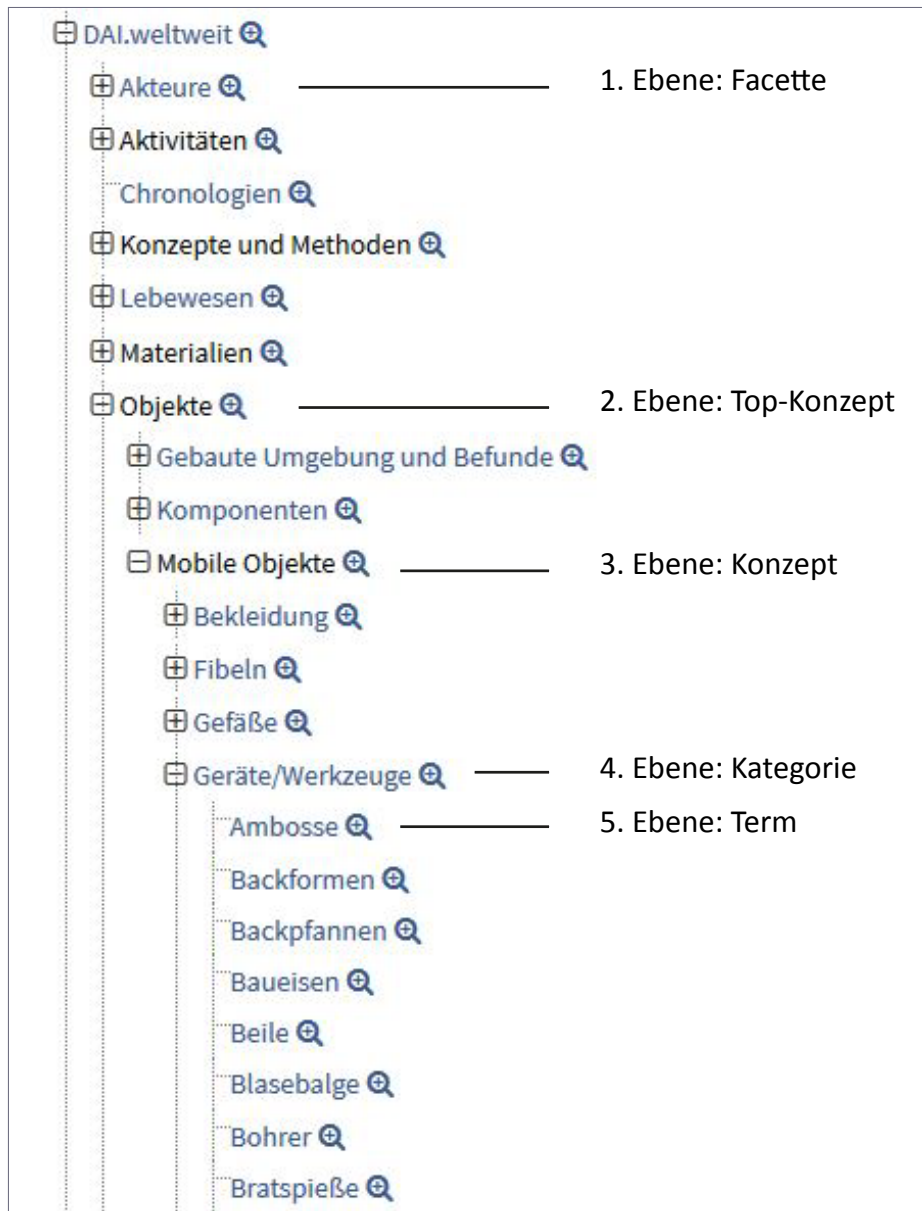 DAI.weltweit
Akteure 1. Ebene: Facette
Aktivitäten
Chronologien
Konzepte und Methoden
Lebewesen
Materialien
Objekte 2. Ebene: Top-Konzept
Gebaute Umgebung und Befunde
Komponenten
Mobile Objekte 3. Ebene: Konzept
Bekleidung
Fibeln
Gefäße
Geräte/Werkzeuge 4. Ebene: Kategorie
Ambosse 5. Ebene: Term
Backformen
Backpfannen
Baueisen
Beile
Blasebalge
Bohrer
Bratspieße